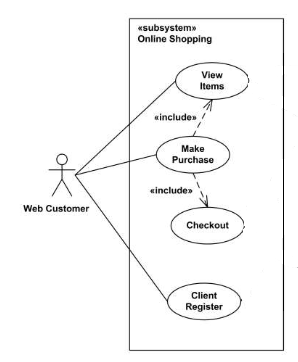 «subsystem»
Online Shopping
View
Items
«include»
Make
Purchase
«include»
Web Customer
Checkout
Client
Register